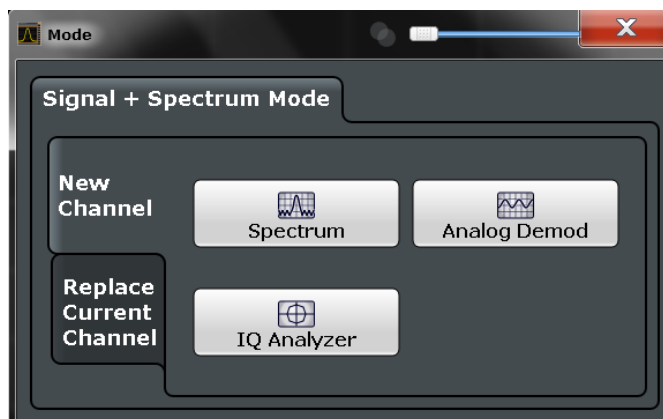 Mode
X
Signal + Spectrum Mode
New
Channel
Spectrum
Analog Demod
Replace
Current
Channel
IQ Analyzer